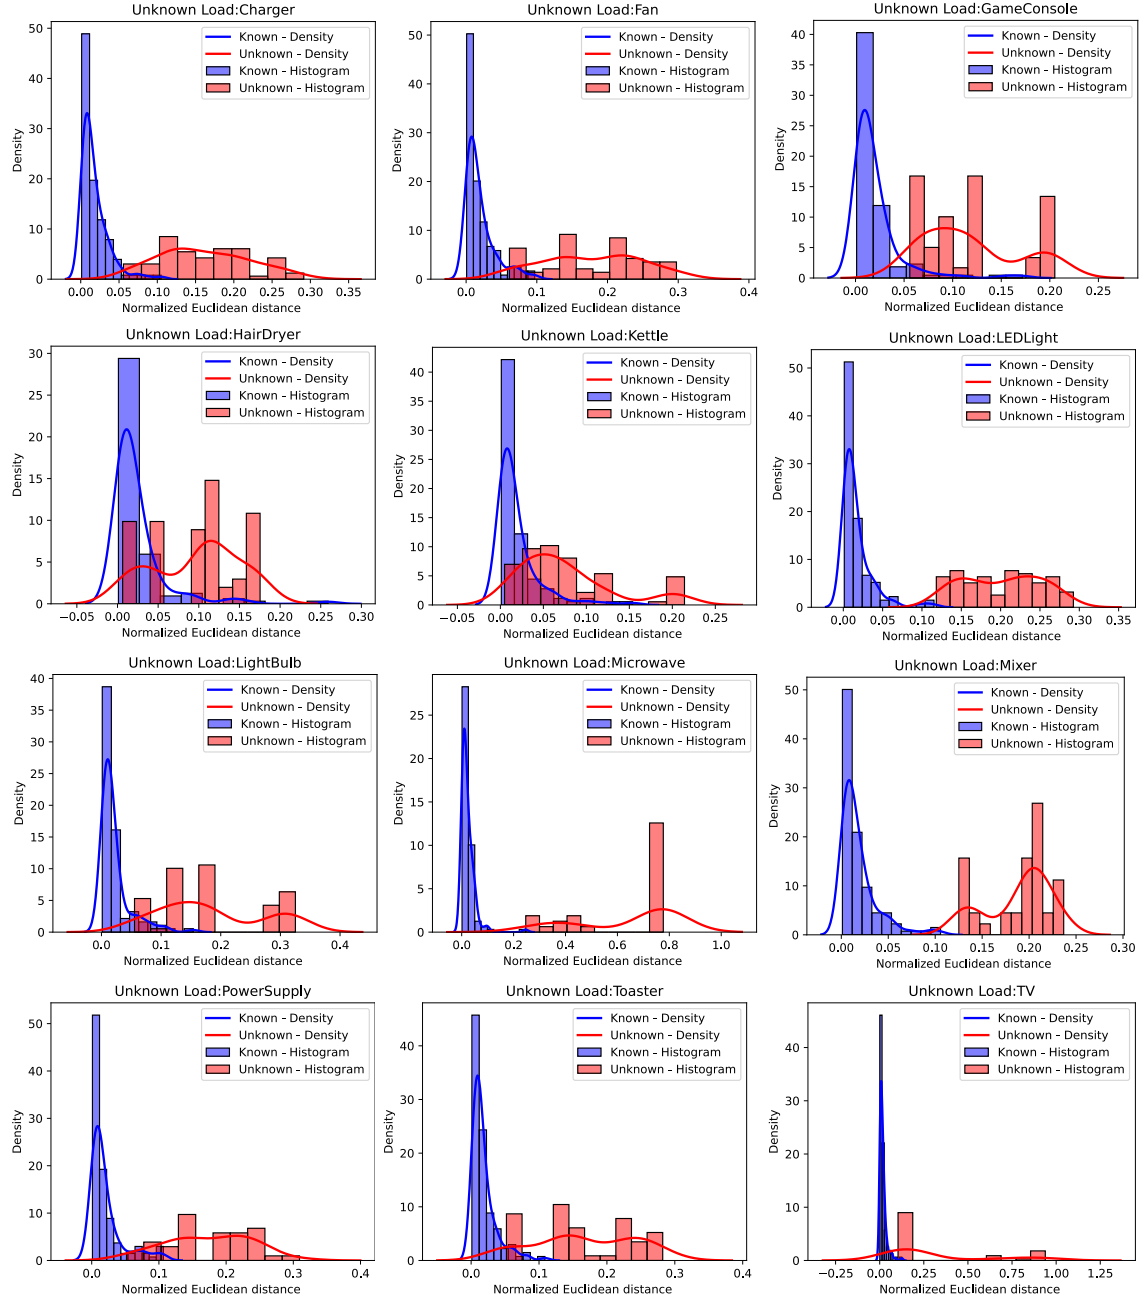 Unknown Load:Charger
50
40
30
20
10
0
Density
Known - Density
Unknown - Density
Known - Histogram
Unknown - Histogram
0.00 0.05 0.10 0.15 0.20 0.25 0.30 0.35
Normalized Euclidean distance
Unknown Load:Fan
50
40
30
20
10
0
Density
Known - Density
Unknown - Density
Known - Histogram
Unknown - Histogram
0.0 0.1 0.2 0.3 0.4
Normalized Euclidean distance
Unknown Load:GameConsole
40
35
30
25
20
15
10
5
0
Density
Known - Density
Unknown - Density
Known - Histogram
Unknown - Histogram
0.00 0.05 0.10 0.15 0.20 0.25
Normalized Euclidean distance
Unknown Load:HairDryer
30
25
20
15
10
5
0
Density
Known - Density
Unknown - Density
Known - Histogram
Unknown - Histogram
−0.05 0.00 0.05 0.10 0.15 0.20 0.25 0.30
Normalized Euclidean distance
Unknown Load:Kettle
40
35
30
25
20
15
10
5
0
Density
Known - Density
Unknown - Density
Known - Histogram
Unknown - Histogram
−0.05 0.00 0.05 0.10 0.15 0.20 0.25
Normalized Euclidean distance
Unknown Load:LEDLight
50
40
30
20
10
0
Density
Known - Density
Unknown - Density
Known - Histogram
Unknown - Histogram
0.00 0.05 0.10 0.15 0.20 0.25 0.30 0.35
Normalized Euclidean distance
Unknown Load:LightBulb
40
35
30
25
20
15
10
5
0
Density
Known - Density
Unknown - Density
Known - Histogram
Unknown - Histogram
0.0 0.1 0.2 0.3 0.4
Normalized Euclidean distance
Unknown Load:Microwave
25
20
15
10
5
0
Density
Known - Density
Unknown - Density
Known - Histogram
Unknown - Histogram
0.0 0.2 0.4 0.6 0.8 1.0
Normalized Euclidean distance
Unknown Load:Mixer
50
40
30
20
10
0
Density
Known - Density
Unknown - Density
Known - Histogram
Unknown - Histogram
0.00 0.05 0.10 0.15 0.20 0.25 0.30
Normalized Euclidean distance
Unknown Load:PowerSupply
50
40
30
20
10
0
Density
Known - Density
Unknown - Density
Known - Histogram
Unknown - Histogram
0.0 0.1 0.2 0.3 0.4
Normalized Euclidean distance
Unknown Load:Toaster
40
30
20
10
0
Density
Known - Density
Unknown - Density
Known - Histogram
Unknown - Histogram
0.0 0.1 0.2 0.3 0.4
Normalized Euclidean distance
Unknown Load:TV
40
30
20
10
0
Density
Known - Density
Unknown - Density
Known - Histogram
Unknown - Histogram
−0.25 0.00 0.25 0.50 0.75 1.00 1.25
Normalized Euclidean distance